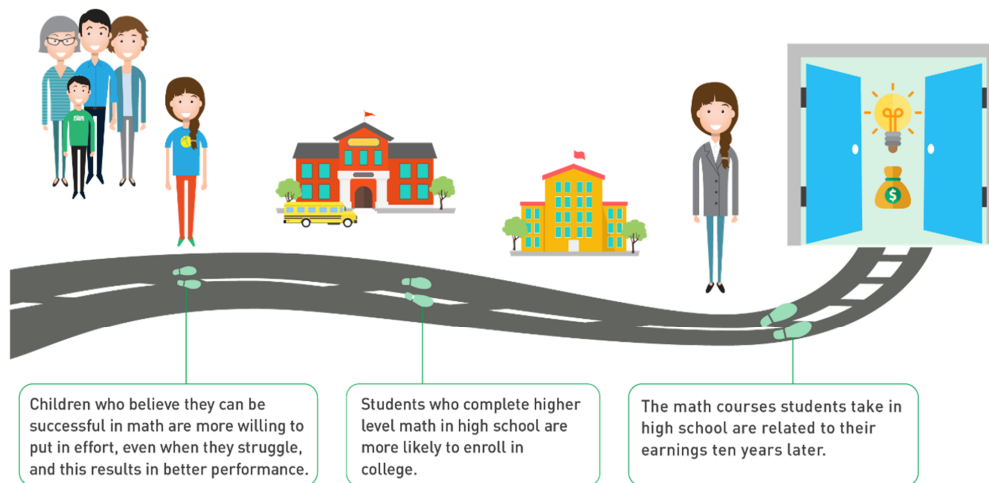 Children who believe they can be
successful in math are more willing to
put in effort, even when they struggle,
and this results in better performance.
Students who complete higher
level math in high school are
more likely to enroll in
college.
The math courses students take in
high school are related to their
earnings ten years later.
$